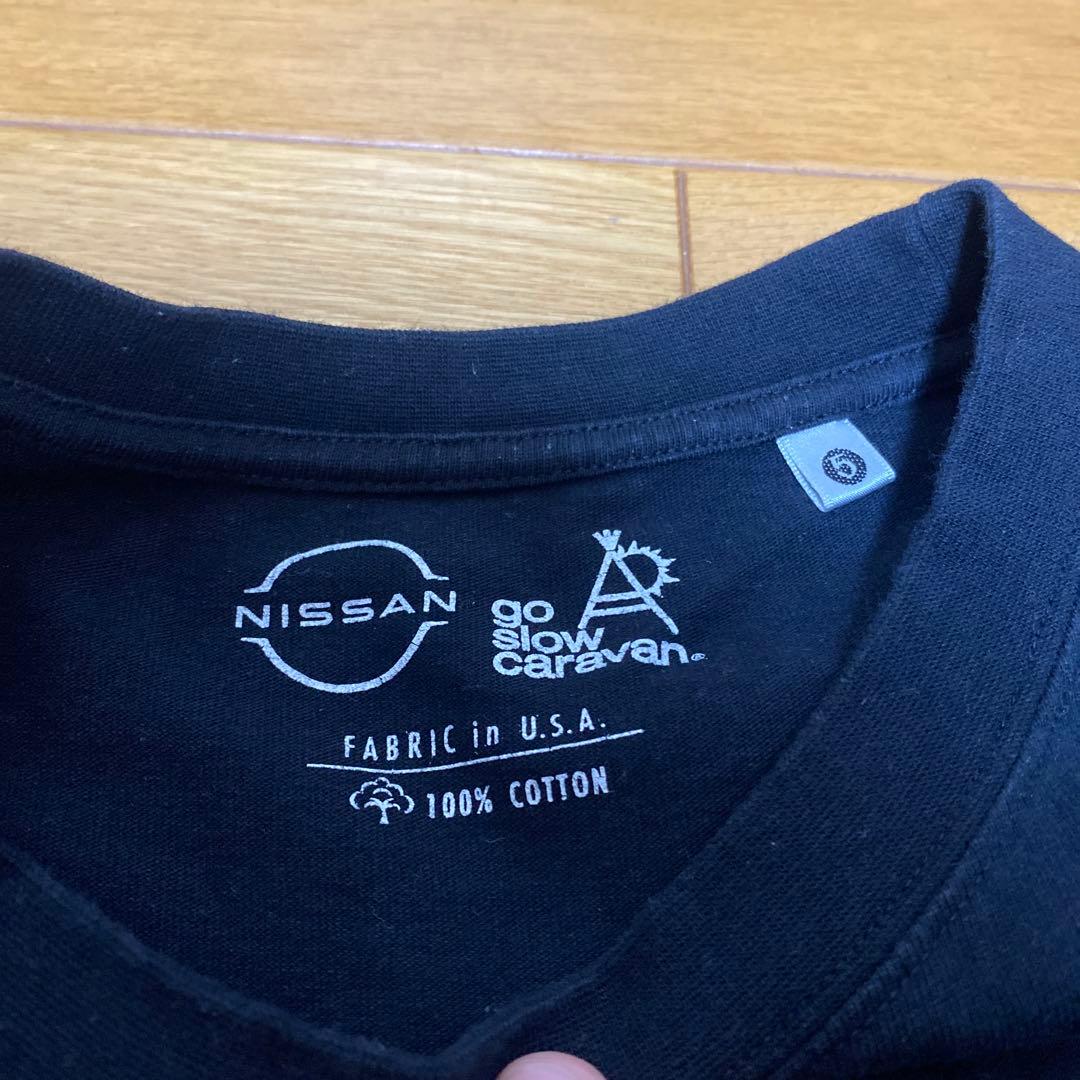 5
NISSAN
go
slow
caravan®
FABRIC in U.S.A.
100% COTTON